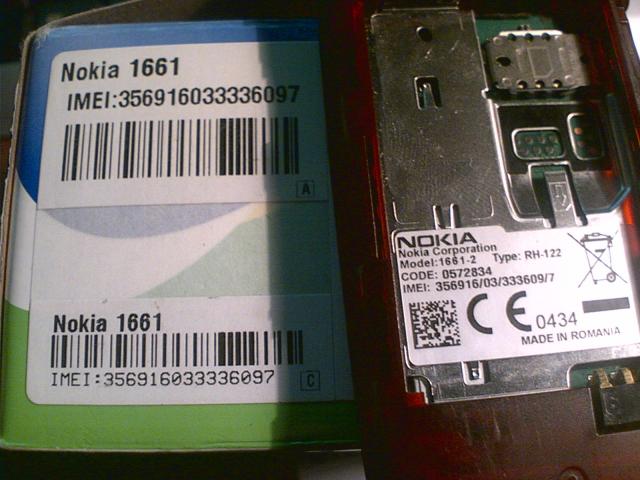 Nokia 1661
IMEI:356916033336097
A
Nokia 1661
IMEI:356916033336097
C
NOKIA
Nokia Corporation
Model:1661-2 Type: RH-122
CODE: 0572834
IMEI: 356916/03/333609/7
CE 0434
MADE IN ROMANIA